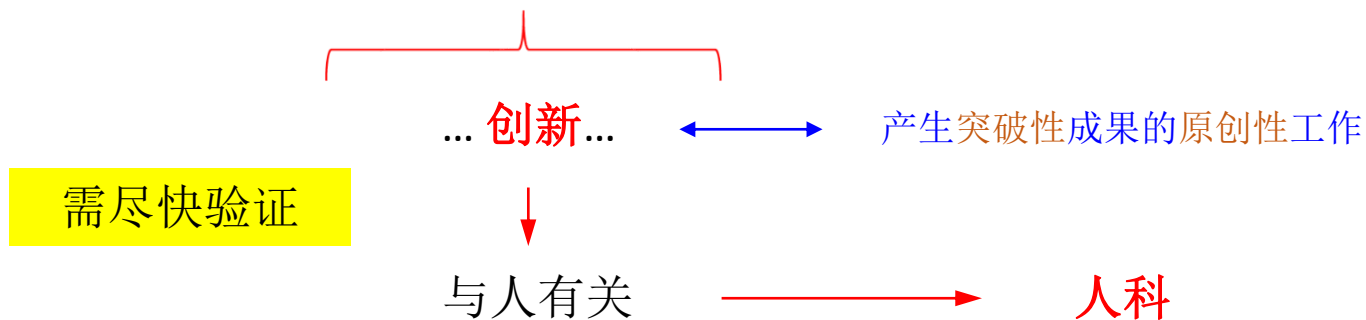 ... 创新...
产生突破性成果的原创性工作
需尽快验证
与人有关
人科